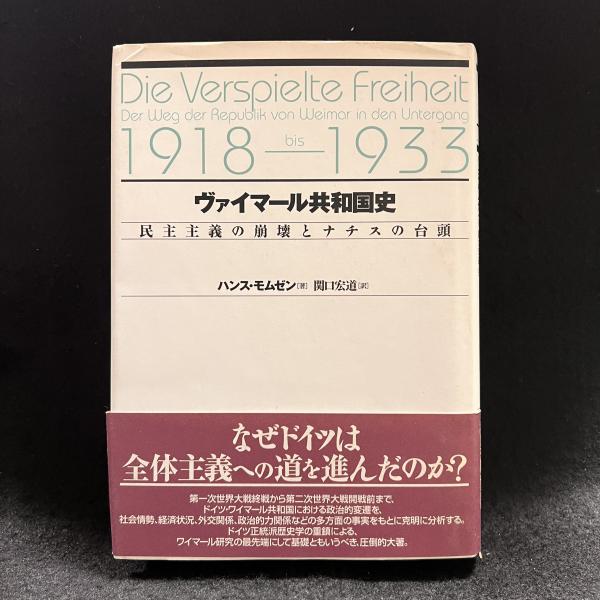 Die Verspielte Freiheit
Der Weg der Republik von Weimar in den Untergang
1918 bis 1933
ヴァイマール共和国史
民主主義の崩壊とナチスの台頭
ハンス・モムゼン[著] 関口宏道[訳]
なぜドイツは
全体主義への道を進んだのか?
第一次世界大戦終戦から第二次世界大戦開戦前まで、
ドイツ・ワイマール共和国における政治的変遷を、
社会情勢、経済状況、外交関係、政治的力関係などの多方面の事実をもとに克明に分析する。
ドイツ正統派歴史学の重鎮による、
ワイマール研究の最先端にして基礎ともいうべき、圧倒的大著。